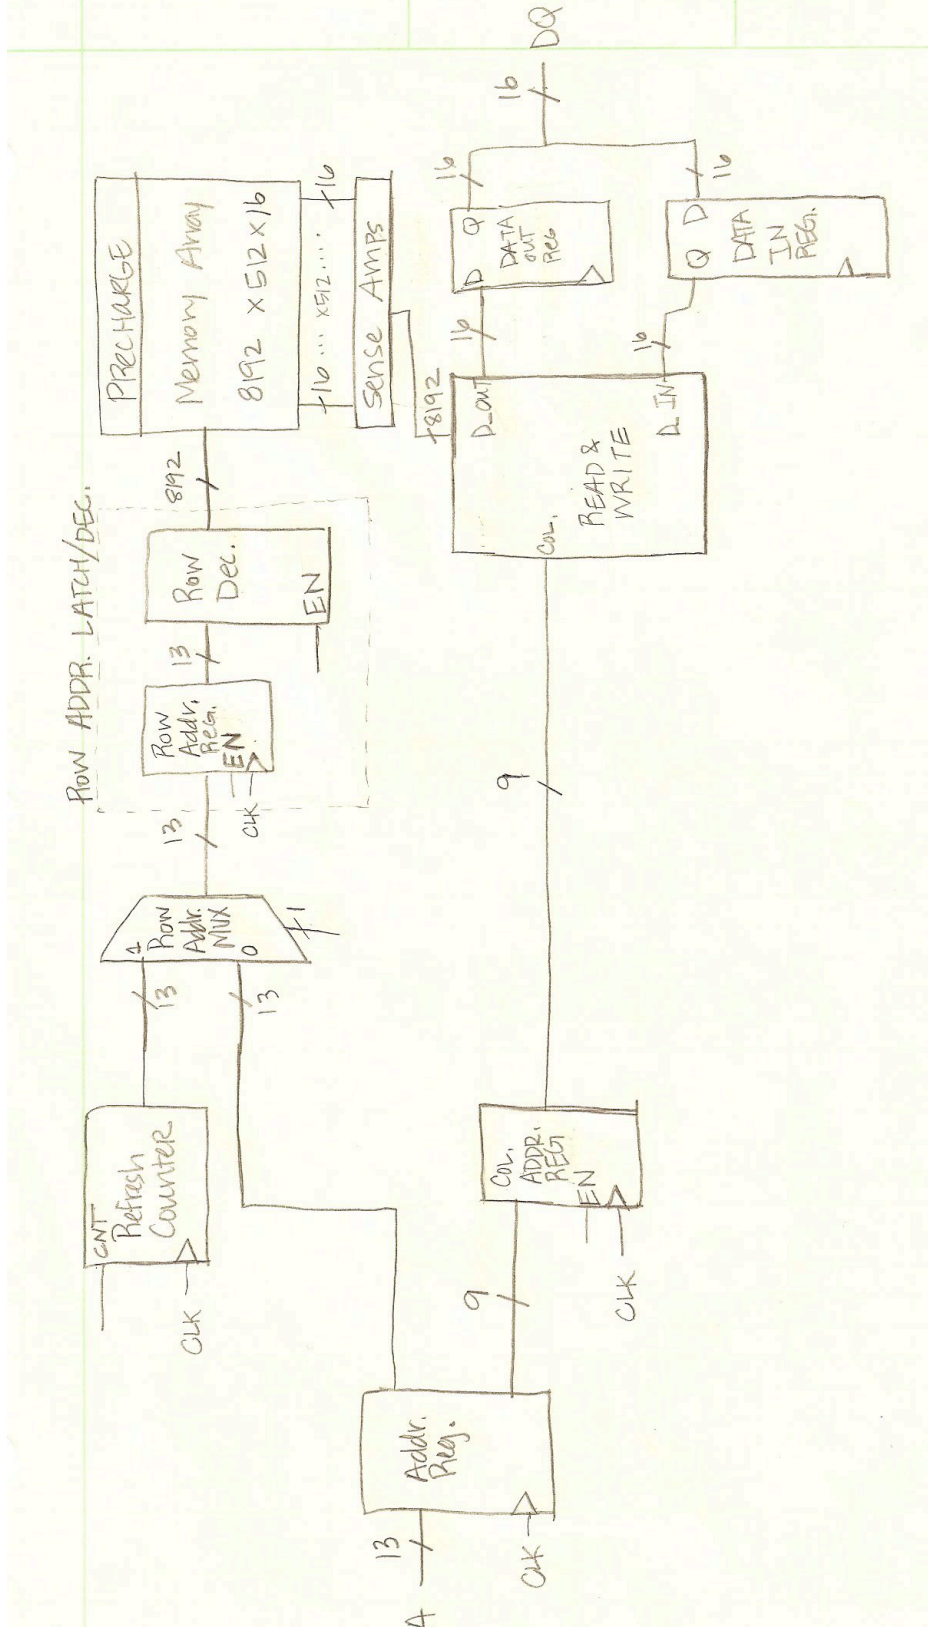 A
13
CLK
Addr.
Reg.
9
CNT
Refresh
Counter
CLK
13
13
1
Row
Addr.
MUX
0
1
13
ROW ADDR. LATCH/DEC.
Row
Addr.
REG.
EN
CLK
13
Row
Dec.
EN
8192
PRECHARGE
Memory Array
8192 x 512 x 16
16 ... x512 .... 16
Sense Amps
8192
COL.
ADDR.
REG
EN
CLK
9
COL.
READ &
WRITE
D_OUT
D_IN
16
16
D Q
DATA
OUT
REG
Q D
DATA
IN
REG.
16
16
16
DQ